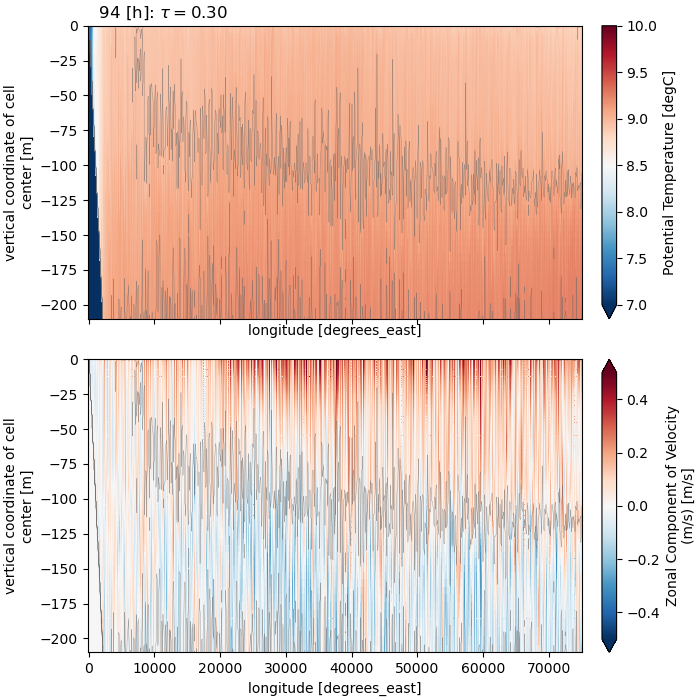 94 [h]: τ = 0.30
0
−25
−50
−75
−100
−125
−150
−175
−200
vertical coordinate of cell
center [m]
longitude [degrees_east]
10.0
9.5
9.0
8.5
8.0
7.5
7.0
Potential Temperature [degC]
0
−25
−50
−75
−100
−125
−150
−175
−200
vertical coordinate of cell
center [m]
0 10000 20000 30000 40000 50000 60000 70000
longitude [degrees_east]
0.4
0.2
0.0
−0.2
−0.4
Zonal Component of Velocity
(m/s) [m/s]